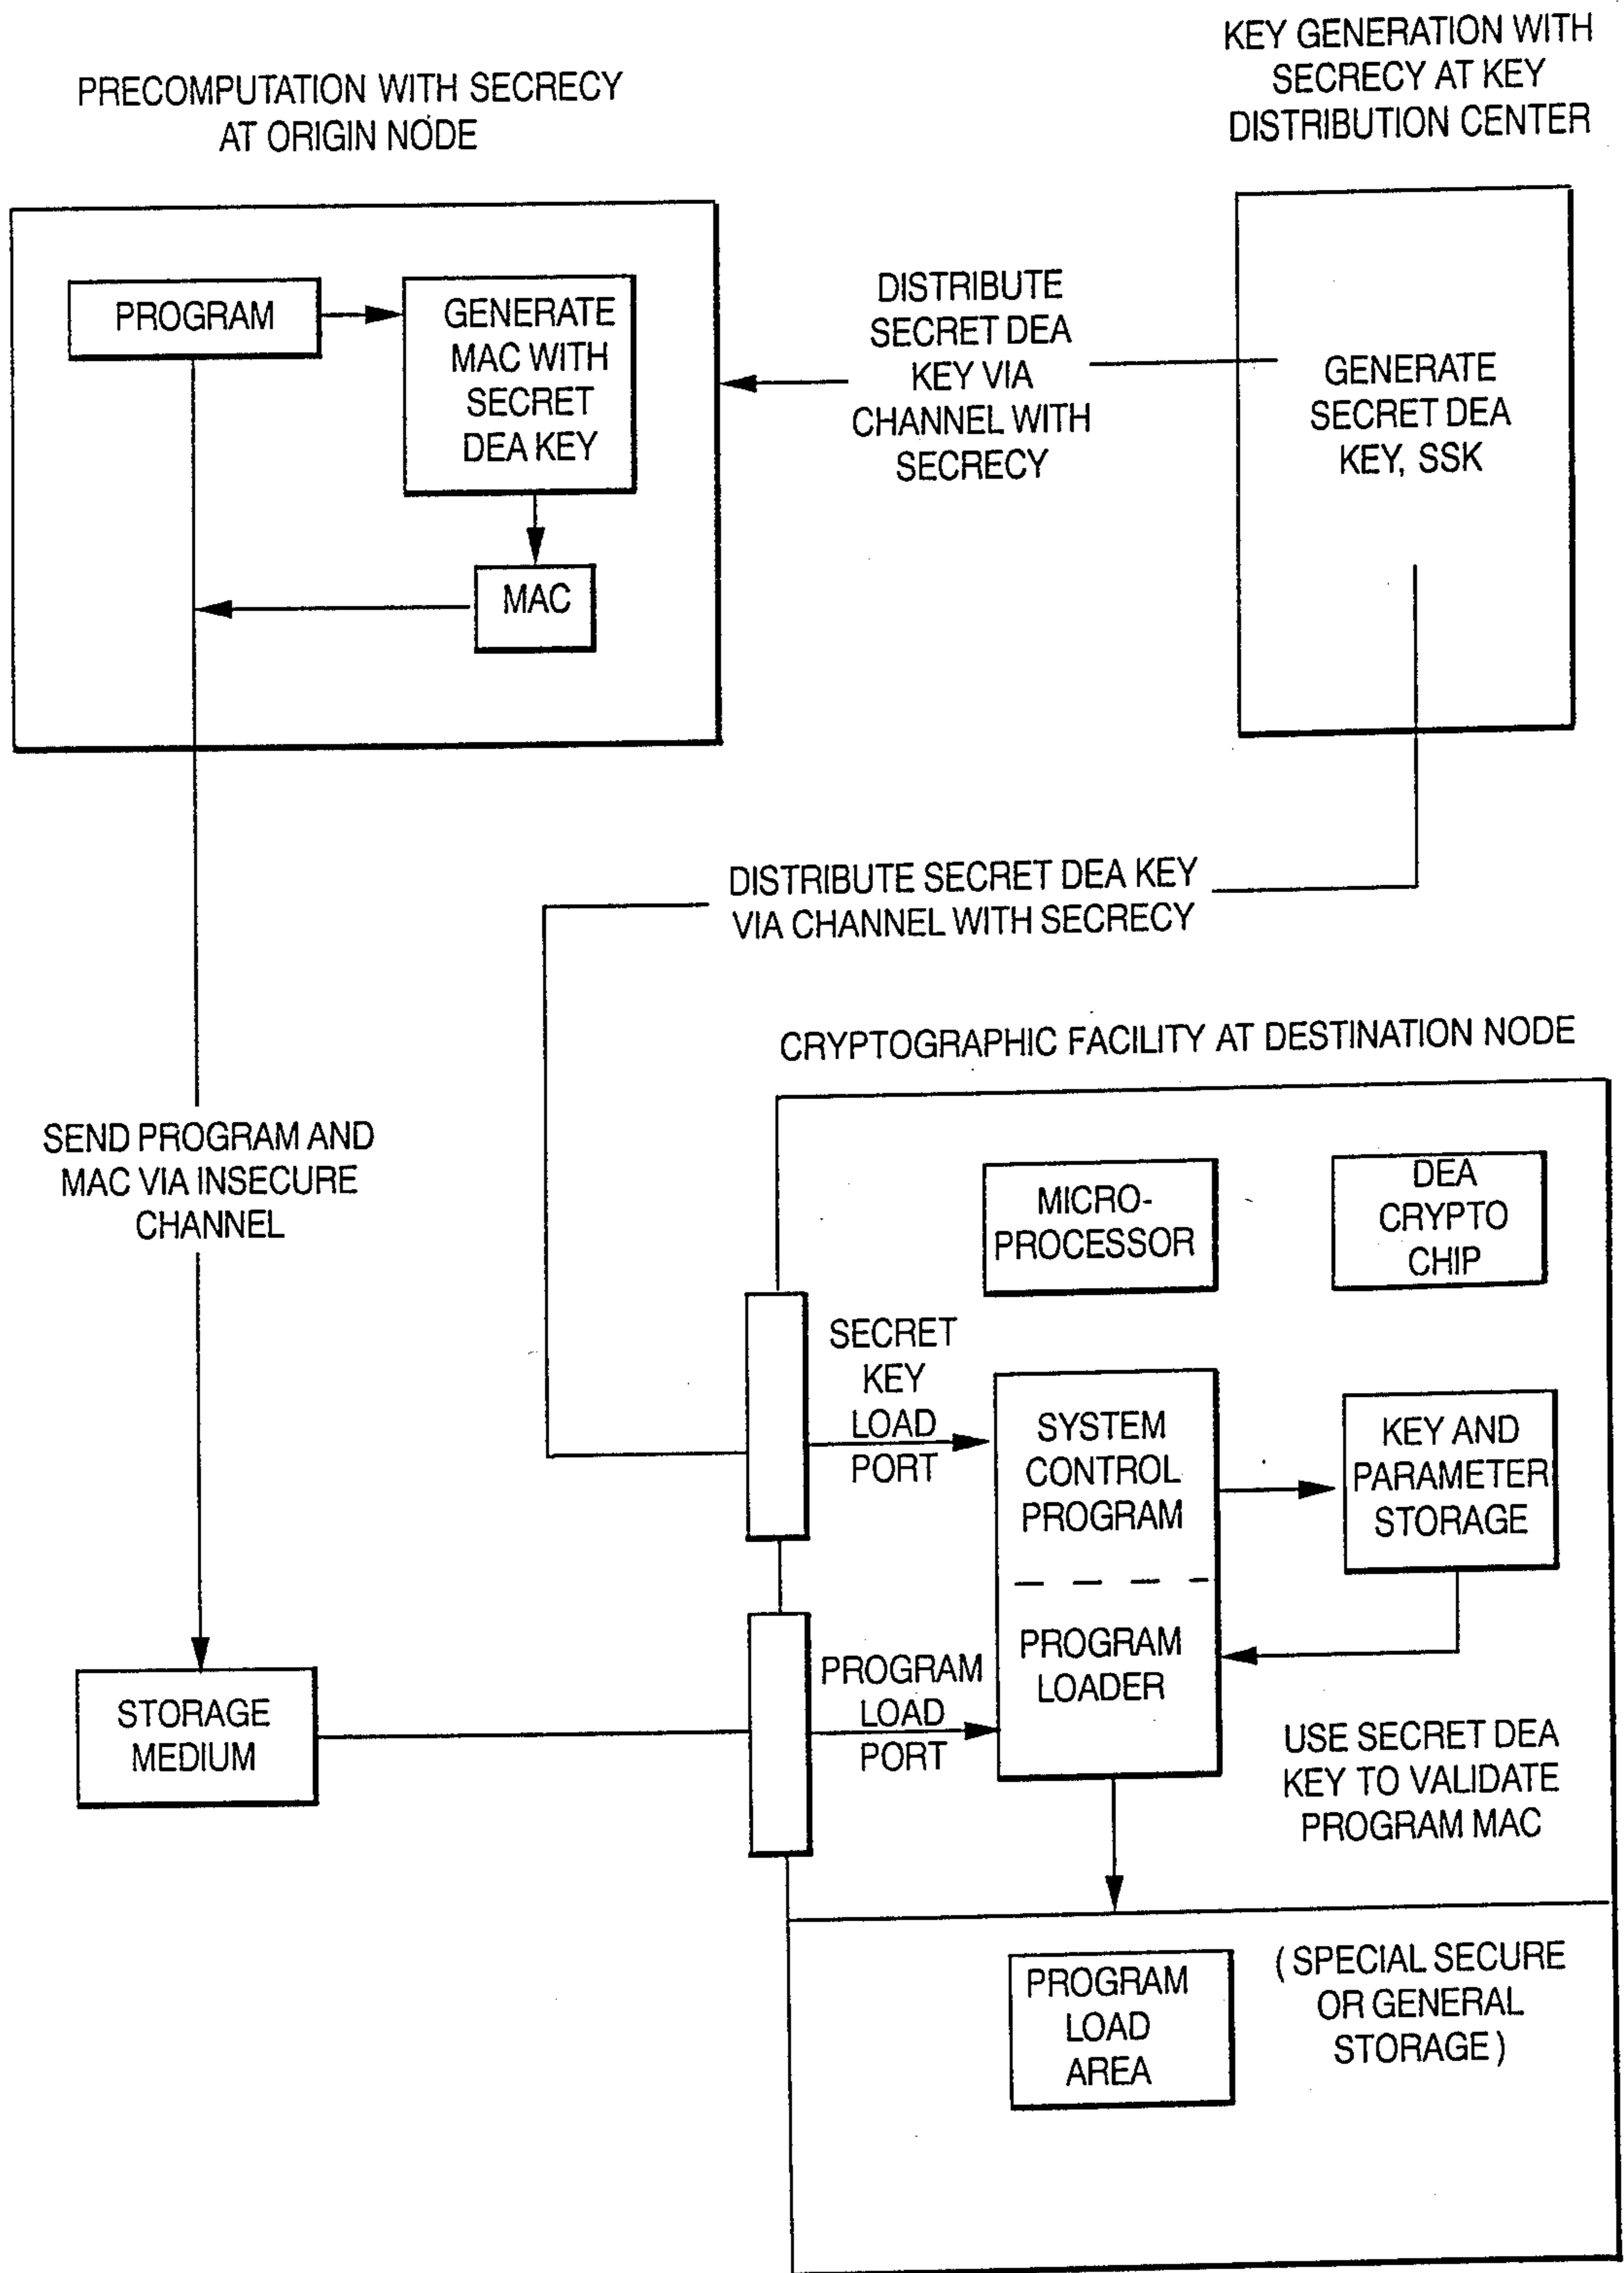 KEY GENERATION WITH
SECRECY AT KEY
DISTRIBUTION CENTER
PRECOMPUTATION WITH SECRECY
AT ORIGIN NODE
PROGRAM
GENERATE
MAC WITH
SECRET
DEA KEY
MAC
DISTRIBUTE
SECRET DEA
KEY VIA
CHANNEL WITH
SECRECY
GENERATE
SECRET DEA
KEY, SSK
DISTRIBUTE SECRET DEA KEY
VIA CHANNEL WITH SECRECY
CRYPTOGRAPHIC FACILITY AT DESTINATION NODE
SEND PROGRAM AND
MAC VIA INSECURE
CHANNEL
MICRO-
PROCESSOR
DEA
CRYPTO
CHIP
SECRET
KEY
LOAD
PORT
SYSTEM
CONTROL
PROGRAM
KEY AND
PARAMETER
STORAGE
PROGRAM
LOADER
PROGRAM
LOAD
PORT
STORAGE
MEDIUM
USE SECRET DEA
KEY TO VALIDATE
PROGRAM MAC
PROGRAM
LOAD
AREA
( SPECIAL SECURE
OR GENERAL
STORAGE )